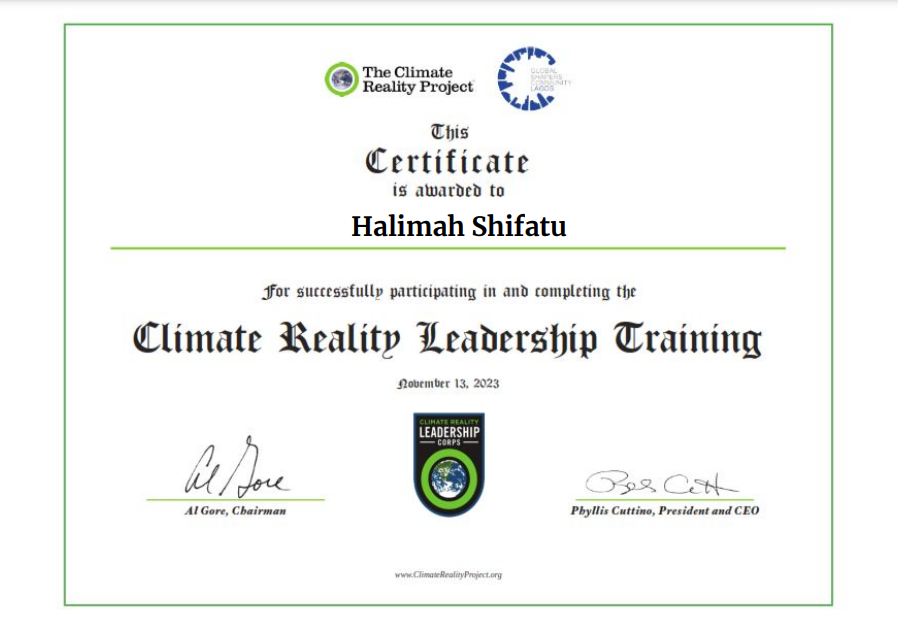 The Climate
Reality Project
GLOBAL
SHAPERS
COMMUNITY
LAGOS
This
Certificate
is awarded to
Halimah Shifatu
For successfully participating in and completing the
Climate Reality Leadership Training
November 13, 2023
CLIMATE REALITY
LEADERSHIP
CORPS
Al Gore
Al Gore, Chairman
Phyllis Cuttino, President and CEO
www.ClimateRealityProject.org